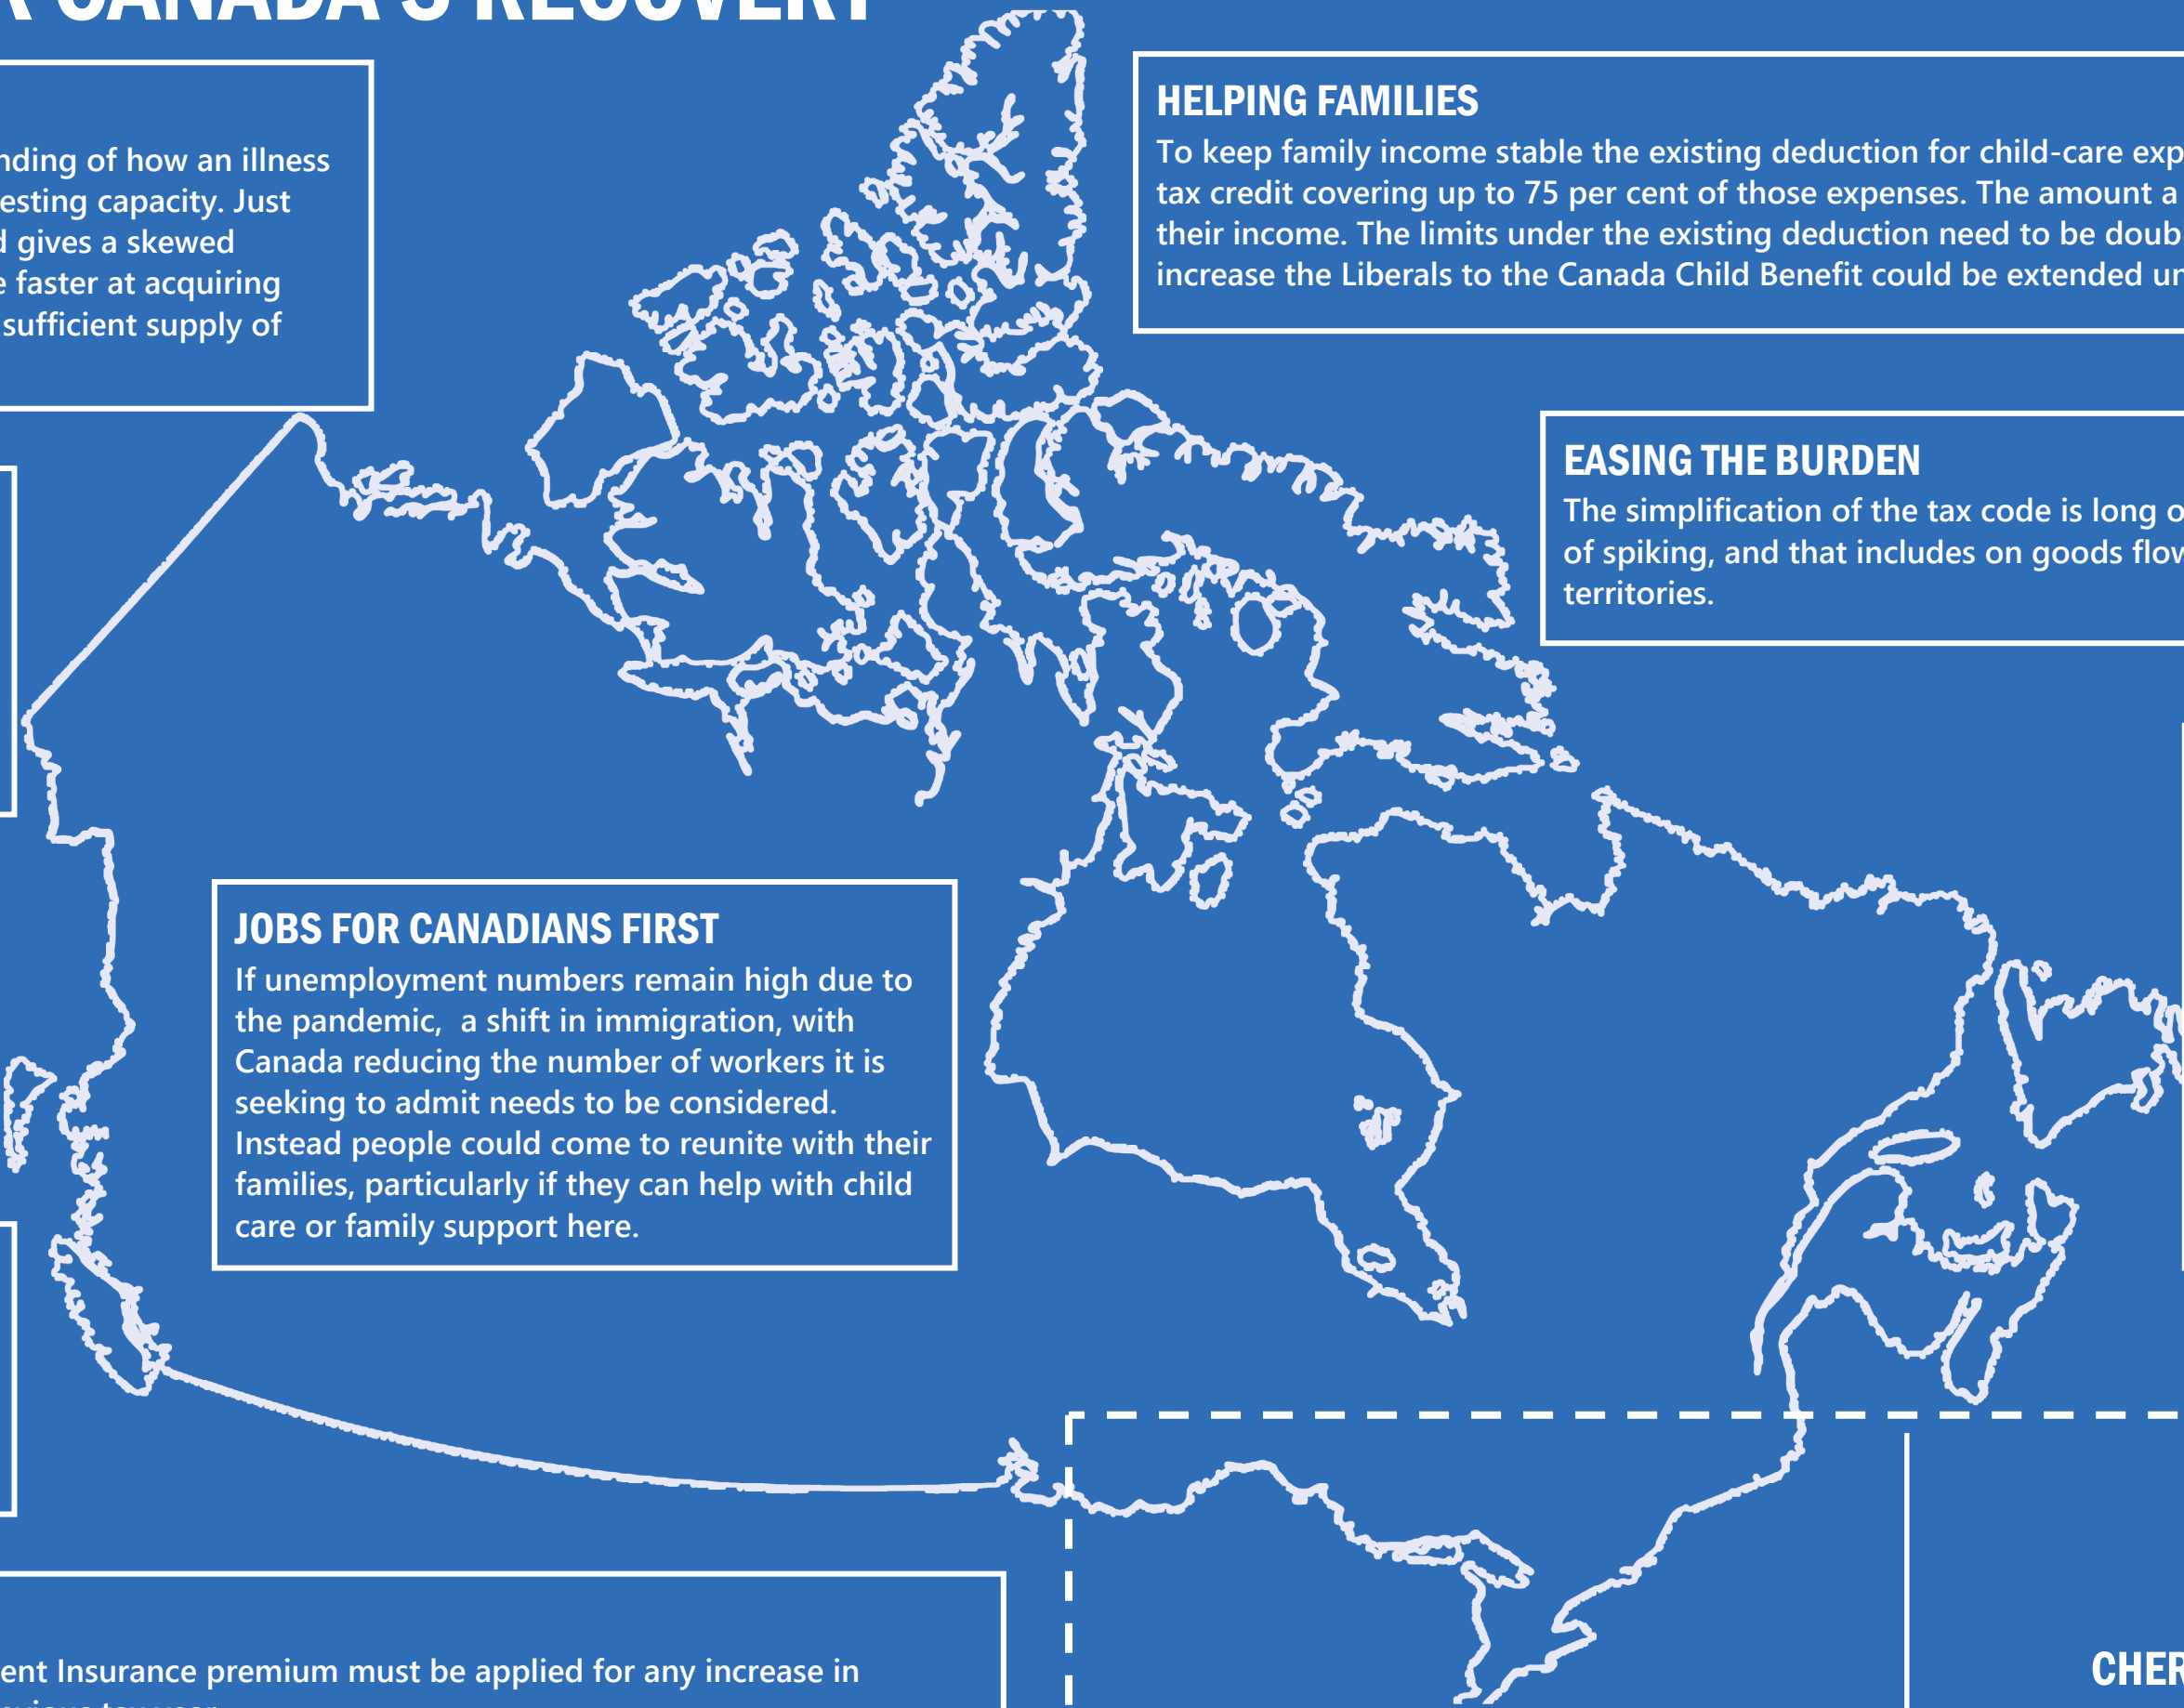 CANADA'S RECOVERY
nding of how an illness
esting capacity. Just
gives a skewed
faster at acquiring
sufficient supply of
HELPING FAMILIES
To keep family income stable the existing deduction for child-care exp
tax credit covering up to 75 per cent of those expenses. The amount a
their income. The limits under the existing deduction need to be doub
increase the Liberals to the Canada Child Benefit could be extended un
EASING THE BURDEN
The simplification of the tax code is long o
of spiking, and that includes on goods flow
territories.
JOBS FOR CANADIANS FIRST
If unemployment numbers remain high due to
the pandemic, a shift in immigration, with
Canada reducing the number of workers it is
seeking to admit needs to be considered.
Instead people could come to reunite with their
families, particularly if they can help with child
care or family support here.
ent Insurance premium must be applied for any increase in
CHER